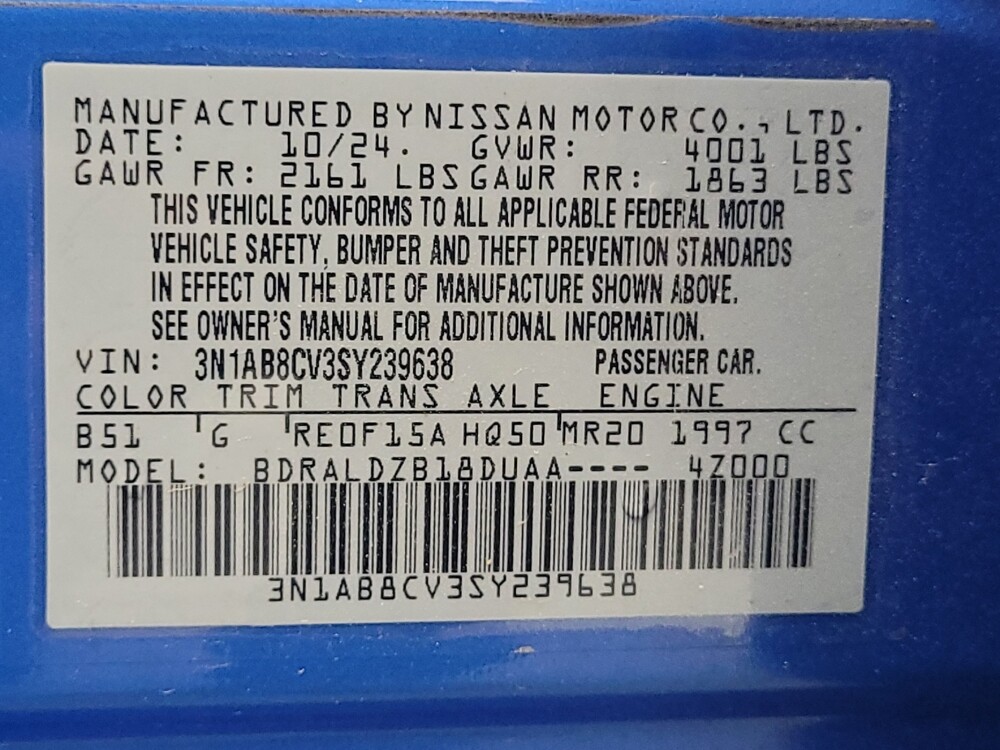 MANUFACTURED BY NISSAN MOTOR CO., LTD.
DATE: 10/24. GVWR: 4001 LBS
GAWR FR: 2161 LBS GAWR RR: 1863 LBS
THIS VEHICLE CONFORMS TO ALL APPLICABLE FEDERAL MOTOR
VEHICLE SAFETY, BUMPER AND THEFT PREVENTION STANDARDS
IN EFFECT ON THE DATE OF MANUFACTURE SHOWN ABOVE.
SEE OWNER'S MANUAL FOR ADDITIONAL INFORMATION.
VIN: 3N1AB8CV3SY239638 PASSENGER CAR.
COLOR TRIM TRANS AXLE ENGINE
B51 G RE0F15A HQ50 MR20 1997 CC
MODEL: BDRALDZB18DUAA---- 4Z000
3N1AB8CV3SY239638